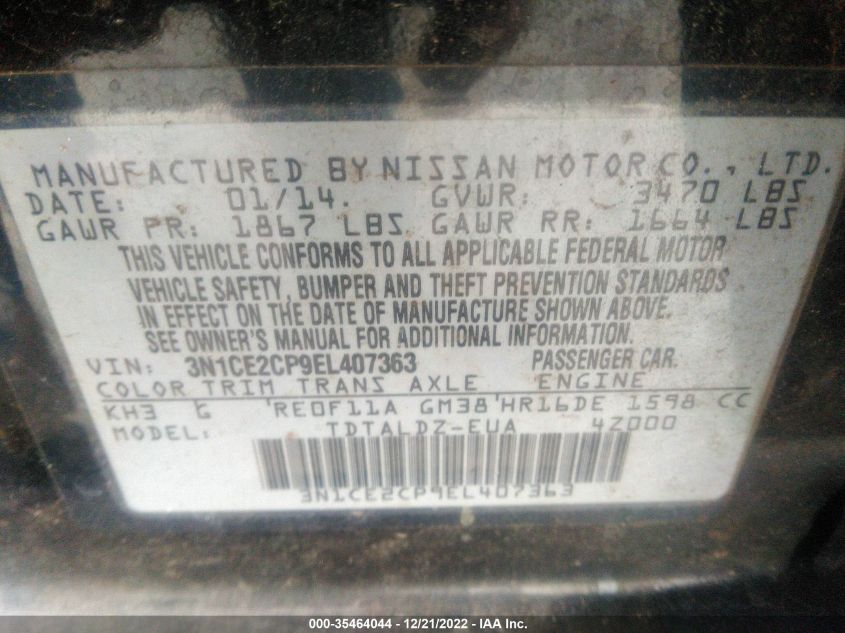 MANUFACTURED BY NISSAN MOTOR CO., LTD.
DATE: 01/14. GVWR: 3470 LBS
GAWR FR: 1867 LBS GAWR RR: 1664 LBS
THIS VEHICLE CONFORMS TO ALL APPLICABLE FEDERAL MOTOR
VEHICLE SAFETY, BUMPER AND THEFT PREVENTION STANDARDS
IN EFFECT ON THE DATE OF MANUFACTURE SHOWN ABOVE.
SEE OWNER'S MANUAL FOR ADDITIONAL INFORMATION.
VIN: 3N1CE2CP9EL407363 PASSENGER CAR.
COLOR TRIM TRANS AXLE ENGINE
KH3 G 'RE0F11A GM38'HR16DE 1598 CC
MODEL: TDTALDZ-EUA 4Z000
3N1CE2CP9EL407363
000-35464044 - 12/21/2022 - EUA - IAA, Inc.